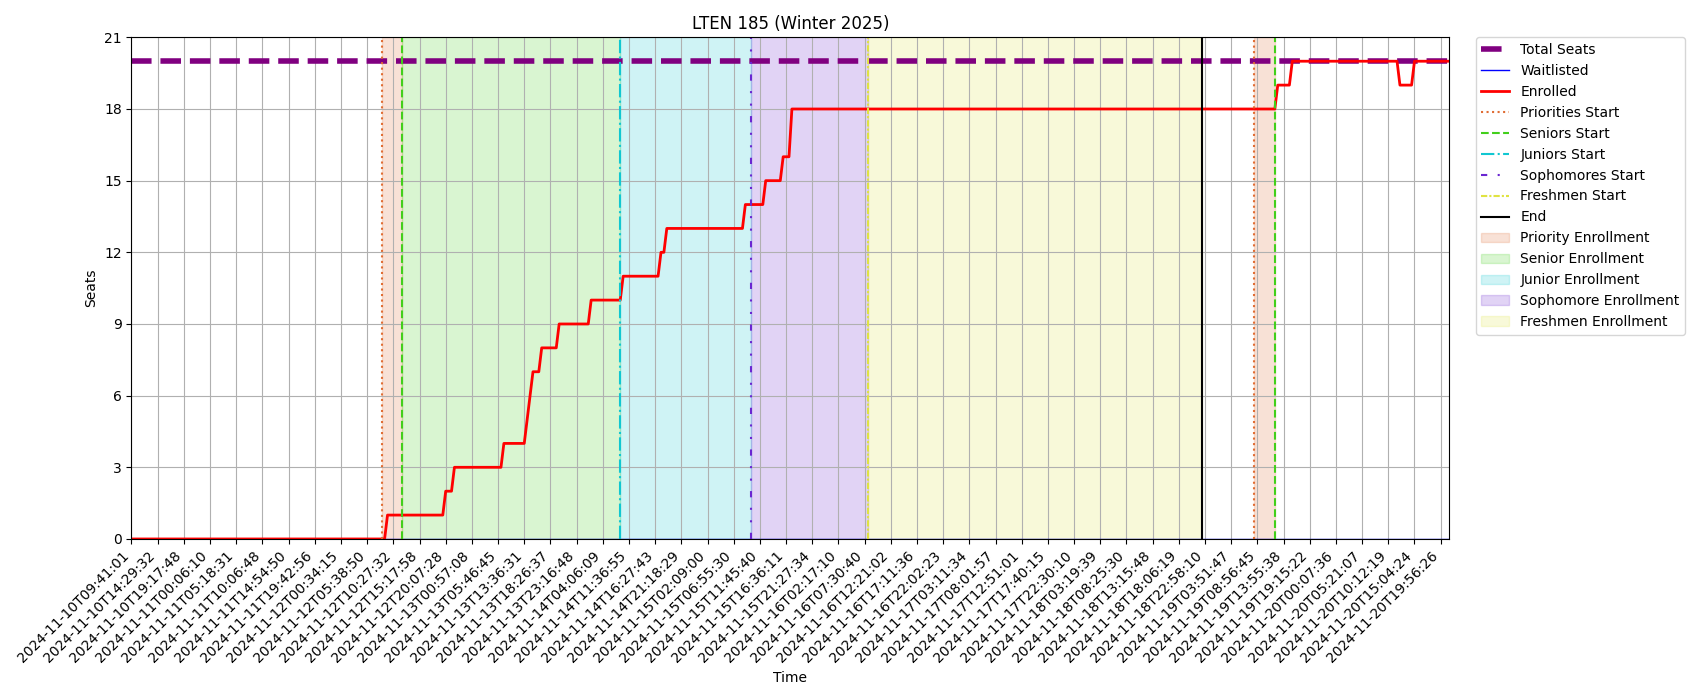 LTEN 185 (Winter 2025)
21
18
15
12
9
6
3
0
Seats
2024-11-10T09:41:01
2024-11-10T14:29:32
2024-11-10T19:17:48
2024-11-11T00:06:10
2024-11-11T05:18:31
2024-11-11T10:06:48
2024-11-11T14:54:50
2024-11-11T19:42:56
2024-11-12T00:34:15
2024-11-12T05:38:50
2024-11-12T10:27:32
2024-11-12T15:17:58
2024-11-12T20:07:28
2024-11-13T00:57:08
2024-11-13T05:46:45
2024-11-13T13:36:31
2024-11-13T18:26:37
2024-11-13T23:16:48
2024-11-14T04:06:09
2024-11-14T11:36:55
2024-11-14T16:27:43
2024-11-14T21:18:29
2024-11-15T02:09:00
2024-11-15T06:55:30
2024-11-15T11:45:40
2024-11-15T16:36:11
2024-11-15T21:27:34
2024-11-16T02:17:10
2024-11-16T07:30:40
2024-11-16T12:21:02
2024-11-16T17:11:36
2024-11-16T22:02:23
2024-11-17T03:11:34
2024-11-17T08:01:57
2024-11-17T12:51:01
2024-11-17T17:40:15
2024-11-17T22:30:10
2024-11-18T03:19:39
2024-11-18T08:25:30
2024-11-18T13:15:48
2024-11-18T18:06:19
2024-11-18T22:58:10
2024-11-19T03:51:47
2024-11-19T08:56:45
2024-11-19T13:55:38
2024-11-19T19:15:22
2024-11-20T00:07:36
2024-11-20T05:21:07
2024-11-20T10:12:19
2024-11-20T15:04:24
2024-11-20T19:56:26
Time
Total Seats
Waitlisted
Enrolled
Priorities Start
Seniors Start
Juniors Start
Sophomores Start
Freshmen Start
End
Priority Enrollment
Senior Enrollment
Junior Enrollment
Sophomore Enrollment
Freshmen Enrollment